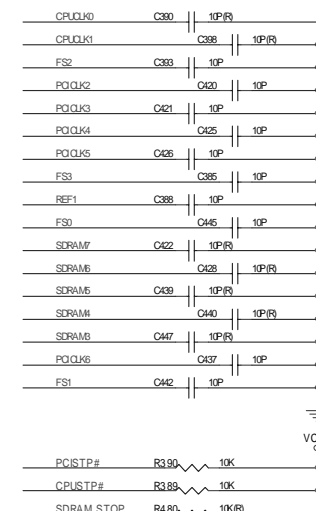 CPUCLK0 C390 10P(R)
CPUCLK1 C398 10P(R)
FS2 C393 10P
PCICLK2 C420 10P
PCICLK3 C421 10P
PCICLK4 C425 10P
PCICLK5 C426 10P
FS3 C385 10P
REF1 C388 10P
FS0 C445 10P
SDRAM7 C422 10P(R)
SDRAM6 C428 10P(R)
SDRAM5 C439 10P(R)
SDRAM4 C440 10P(R)
SDRAM3 C447 10P(R)
PCICLK6 C437 10P
FS1 C442 10P
PCISTP# R390 10K
CPUSTP# R389 10K
SDRAM_STOP R480 10K(R)